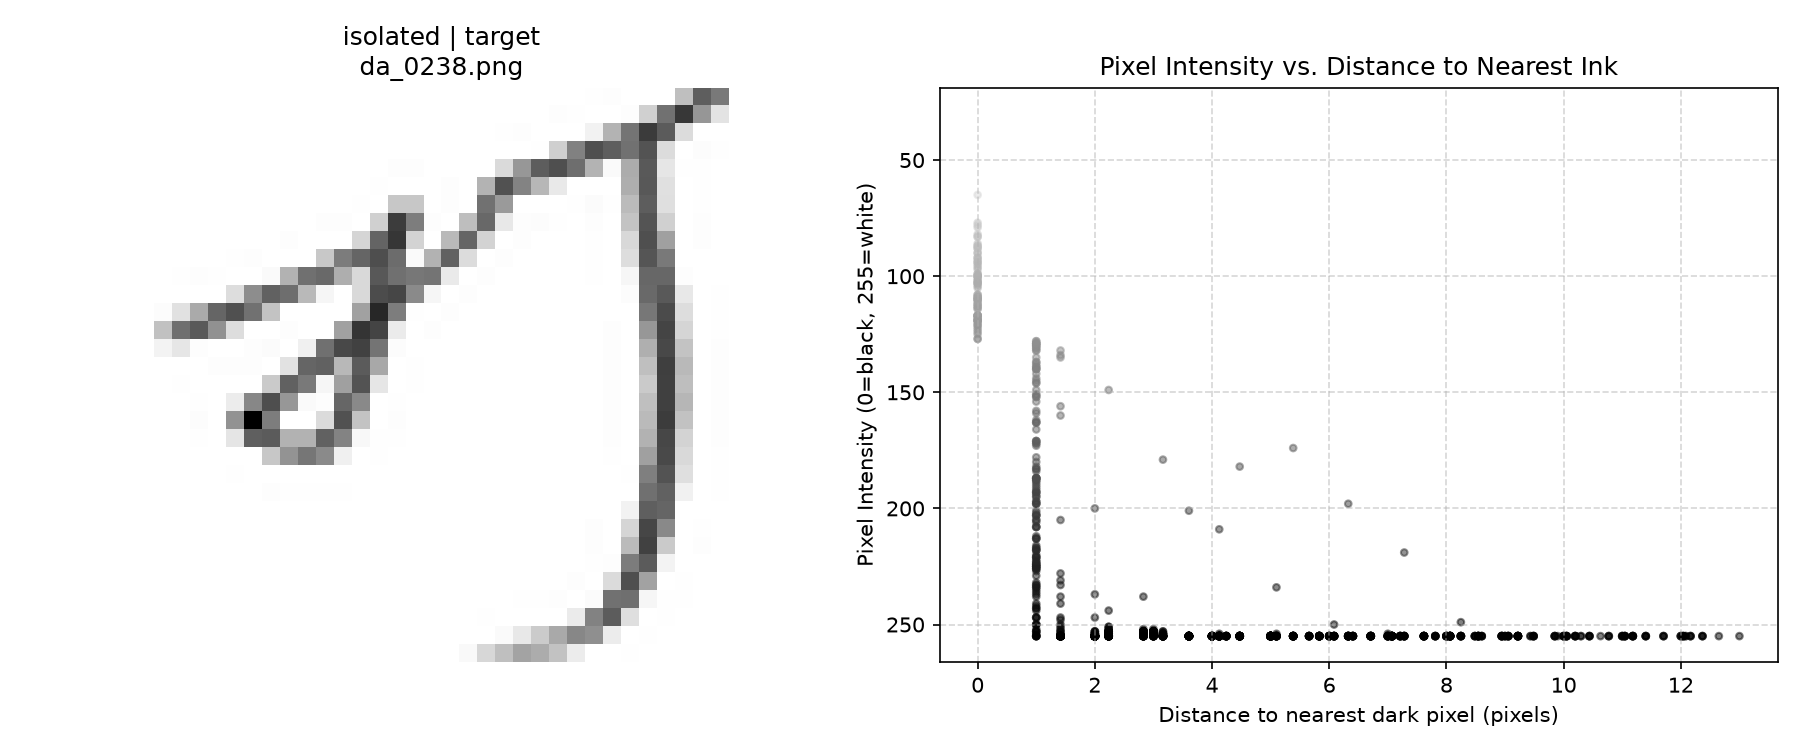 isolated | target
da_0238.png
Pixel Intensity vs. Distance to Nearest Ink
Pixel Intensity (0=black, 255=white)
50
100
150
200
250
0 2 4 6 8 10 12
Distance to nearest dark pixel (pixels)